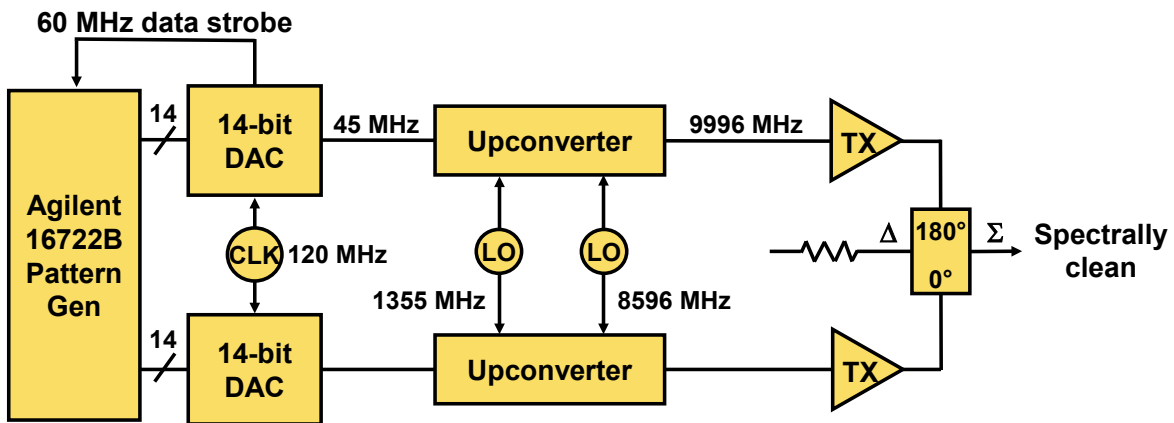 60 MHz data strobe
Agilent
16722B
Pattern
Gen
14
14-bit
DAC
45 MHz
Upconverter
9996 MHz
TX
CLK
120 MHz
LO
LO
1355 MHz
8596 MHz
Δ
180°
0°
Σ
Spectrally
clean
14
14-bit
DAC
Upconverter
TX